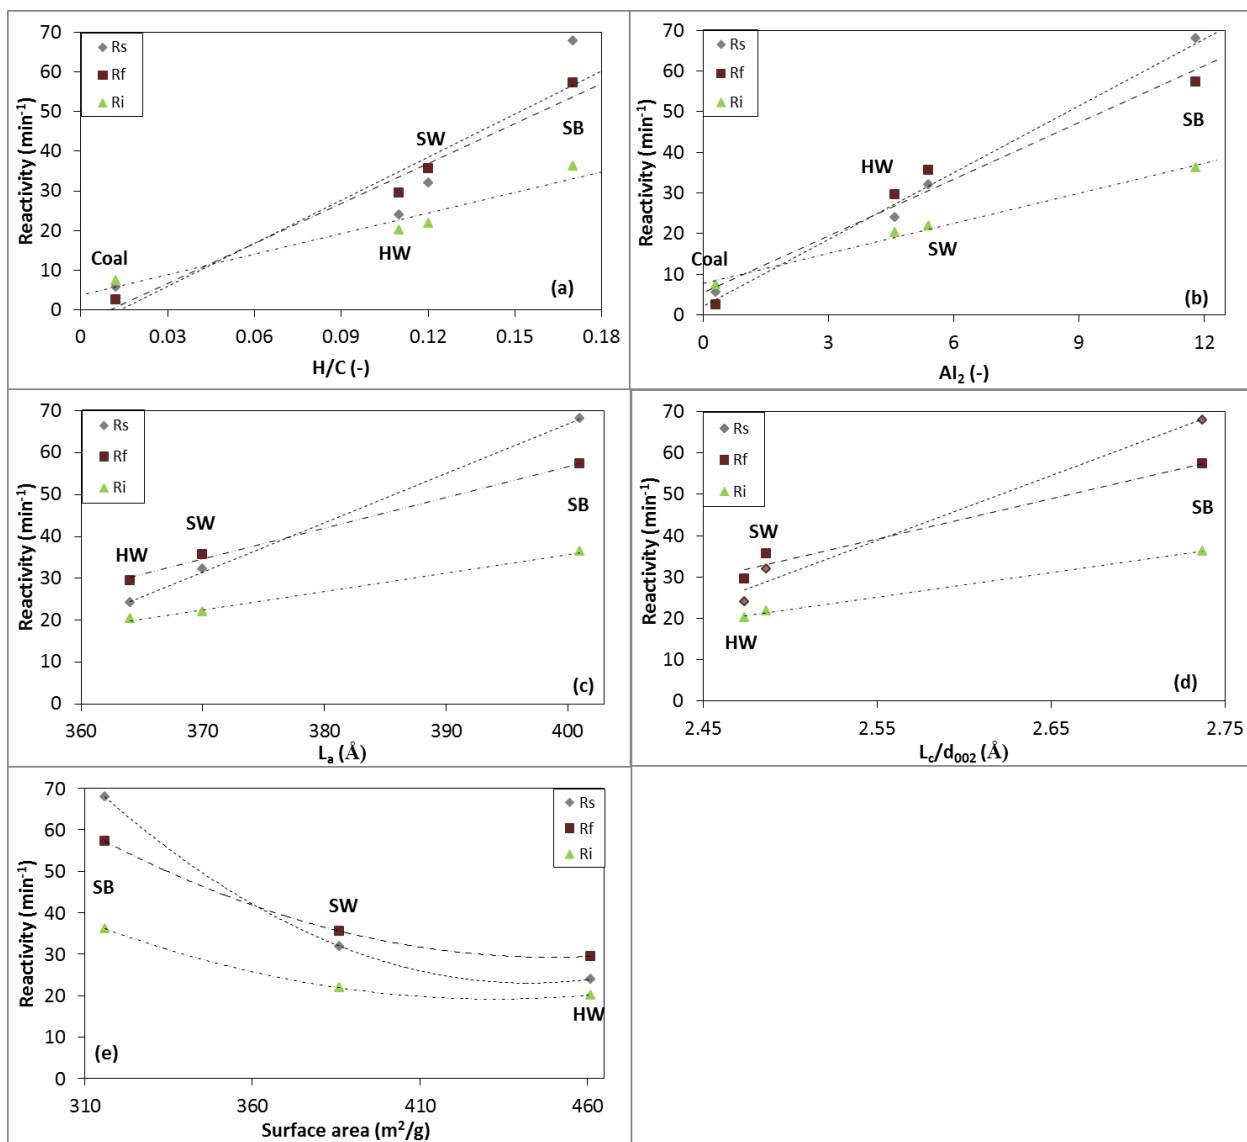 70
60
50
40
30
20
10
0
Reactivity (min⁻¹)
Rs
Rf
Ri
Coal
HW
SW
SB
(a)
0
0.03
0.06
0.09
0.12
0.15
0.18
H/C (-)
70
60
50
40
30
20
10
0
Reactivity (min⁻¹)
Rs
Rf
Ri
Coal
HW
SW
SB
(b)
0
3
6
9
12
AI₂ (-)
70
60
50
40
30
20
10
0
Reactivity (min⁻¹)
Rs
Rf
Ri
HW
SW
SB
(c)
360
370
380
390
400
Lₐ (Å)
70
60
50
40
30
20
10
0
Reactivity (min⁻¹)
Rs
Rf
Ri
SW
HW
SB
(d)
2.45
2.55
2.65
2.75
L_c/d₀₀₂ (Å)
70
60
50
40
30
20
10
0
Reactivity (min⁻¹)
Rs
Rf
Ri
SB
SW
HW
(e)
310
360
410
460
Surface area (m²/g)